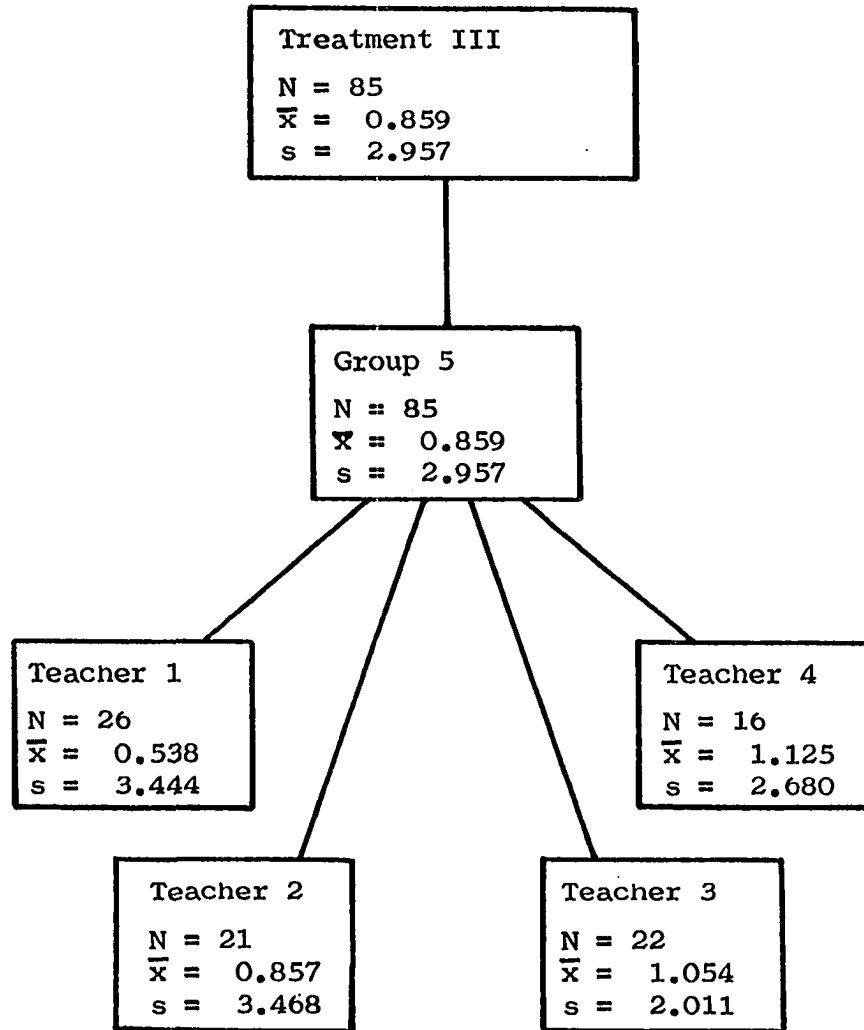 Treatment III
N = 85
x̄ = 0.859
s = 2.957
Group 5
N = 85
x̄ = 0.859
s = 2.957
Teacher 1
N = 26
x̄ = 0.538
s = 3.444
Teacher 4
N = 16
x̄ = 1.125
s = 2.680
Teacher 2
N = 21
x̄ = 0.857
s = 3.468
Teacher 3
N = 22
x̄ = 1.054
s = 2.011